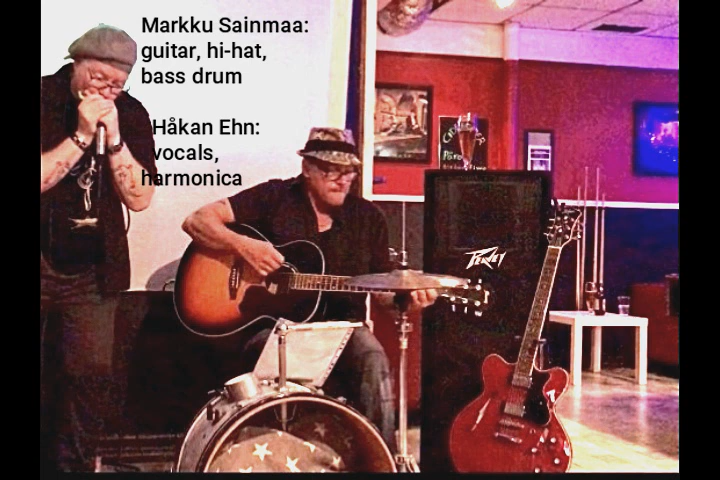 Markku Sainmaa:
guitar, hi-hat,
bass drum
Håkan Ehn:
vocals,
harmonica
PEAVEY